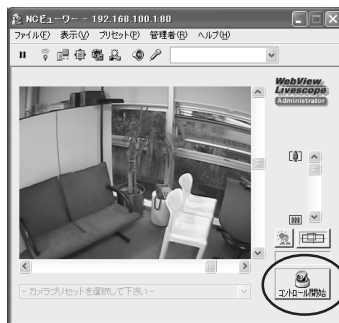 NCビューワー - 192.168.100.1:80
ファイル(F) 表示(V) プリセット(P) 管理者(R) ヘルプ(H)
WebView
Livescope
Administrator
- カメラプリセットを選択して下さい -
コントロール開始